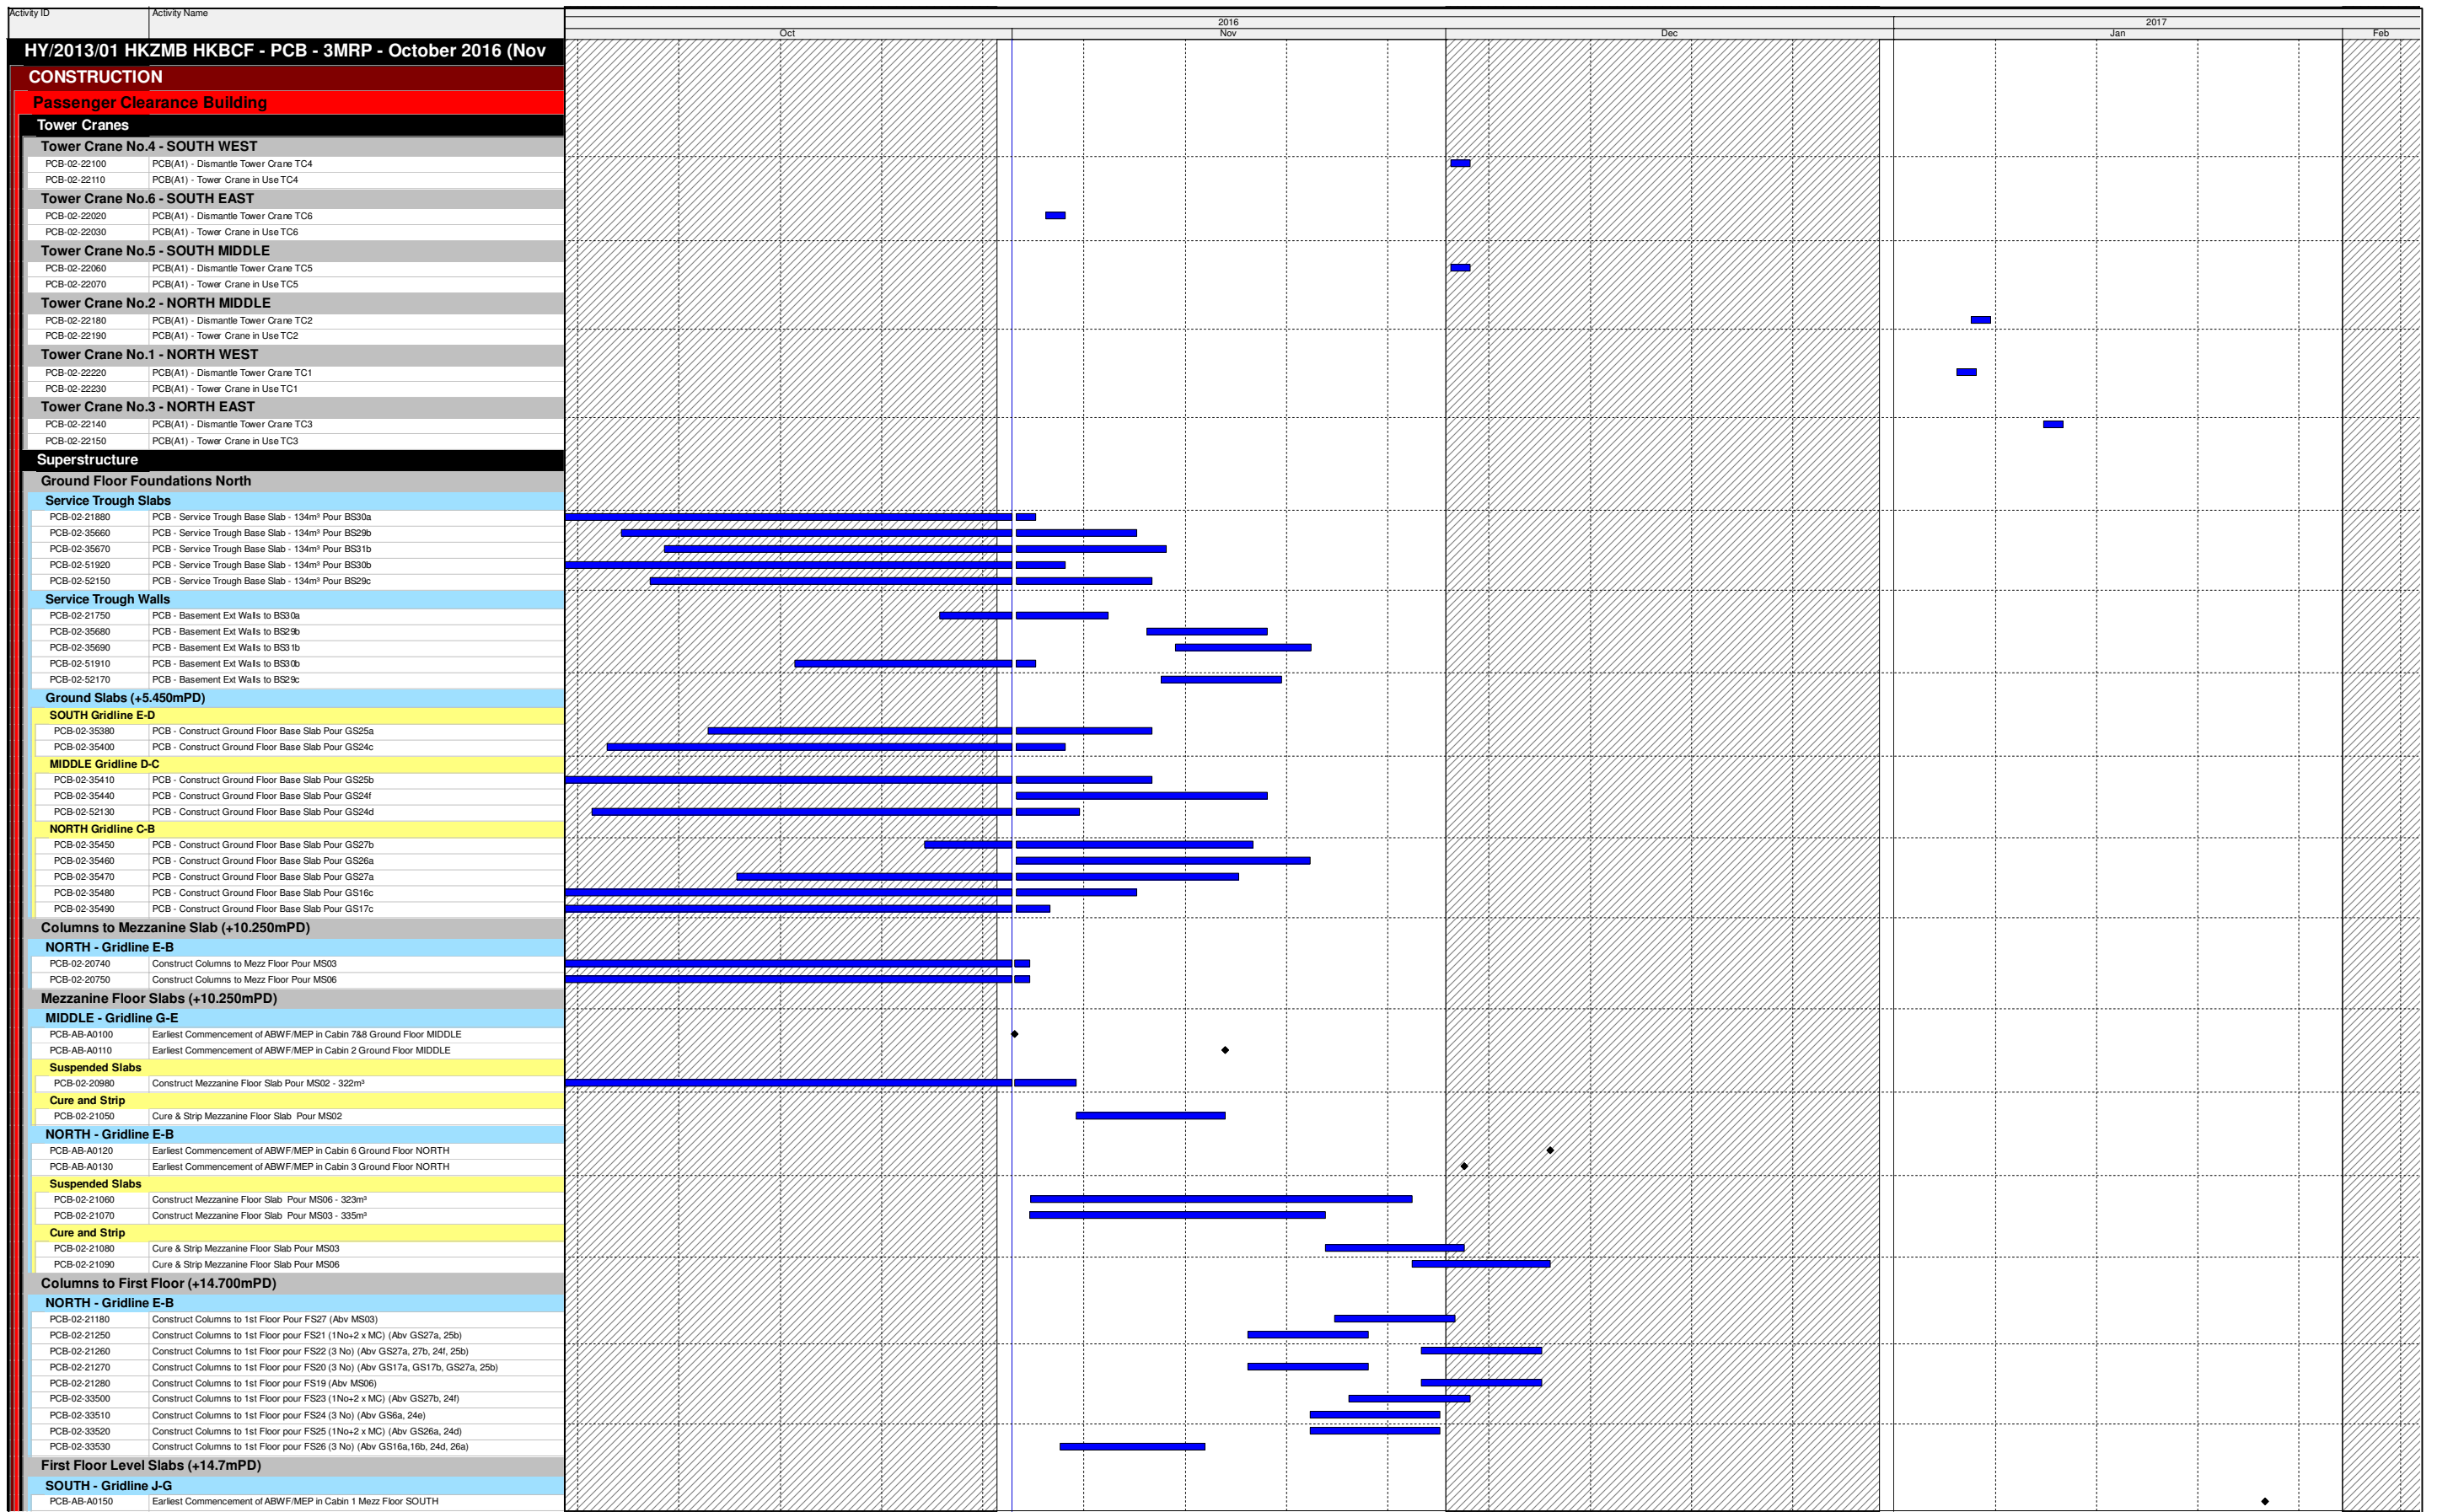 Activity ID Activity Name
2016 2017
Oct Nov Dec Jan Feb
HY/2013/01 HKZMB HKBCF - PCB - 3MRP - October 2016 (Nov
CONSTRUCTION
Passenger Clearance Building
Tower Cranes
Tower Crane No.4 - SOUTH WEST
PCB-02-22100 PCB(A1) - Dismantle Tower Crane TC4
PCB-02-22110 PCB(A1) - Tower Crane in Use TC4
Tower Crane No.6 - SOUTH EAST
PCB-02-22020 PCB(A1) - Dismantle Tower Crane TC6
PCB-02-22030 PCB(A1) - Tower Crane in Use TC6
Tower Crane No.5 - SOUTH MIDDLE
PCB-02-22060 PCB(A1) - Dismantle Tower Crane TC5
PCB-02-22070 PCB(A1) - Tower Crane in Use TC5
Tower Crane No.2 - NORTH MIDDLE
PCB-02-22180 PCB(A1) - Dismantle Tower Crane TC2
PCB-02-22190 PCB(A1) - Tower Crane in Use TC2
Tower Crane No.1 - NORTH WEST
PCB-02-22220 PCB(A1) - Dismantle Tower Crane TC1
PCB-02-22230 PCB(A1) - Tower Crane in Use TC1
Tower Crane No.3 - NORTH EAST
PCB-02-22140 PCB(A1) - Dismantle Tower Crane TC3
PCB-02-22150 PCB(A1) - Tower Crane in Use TC3
Superstructure
Ground Floor Foundations North
Service Trough Slabs
PCB-02-21880 PCB - Service Trough Base Slab - 134m³ Pour BS30a
PCB-02-35660 PCB - Service Trough Base Slab - 134m³ Pour BS29b
PCB-02-35670 PCB - Service Trough Base Slab - 134m³ Pour BS31b
PCB-02-51920 PCB - Service Trough Base Slab - 134m³ Pour BS30b
PCB-02-52150 PCB - Service Trough Base Slab - 134m³ Pour BS29c
Service Trough Walls
PCB-02-21750 PCB - Basement Ext Walls to BS30a
PCB-02-35680 PCB - Basement Ext Walls to BS29b
PCB-02-35690 PCB - Basement Ext Walls to BS31b
PCB-02-51910 PCB - Basement Ext Walls to BS30b
PCB-02-52170 PCB - Basement Ext Walls to BS29c
Ground Slabs (+5.450mPD)
SOUTH Gridline E-D
PCB-02-35380 PCB - Construct Ground Floor Base Slab Pour GS25a
PCB-02-35400 PCB - Construct Ground Floor Base Slab Pour GS24c
MIDDLE Gridline D-C
PCB-02-35410 PCB - Construct Ground Floor Base Slab Pour GS25b
PCB-02-35440 PCB - Construct Ground Floor Base Slab Pour GS24f
PCB-02-52130 PCB - Construct Ground Floor Base Slab Pour GS24d
NORTH Gridline C-B
PCB-02-35450 PCB - Construct Ground Floor Base Slab Pour GS27b
PCB-02-35460 PCB - Construct Ground Floor Base Slab Pour GS26a
PCB-02-35470 PCB - Construct Ground Floor Base Slab Pour GS27a
PCB-02-35480 PCB - Construct Ground Floor Base Slab Pour GS16c
PCB-02-35490 PCB - Construct Ground Floor Base Slab Pour GS17c
Columns to Mezzanine Slab (+10.250mPD)
NORTH - Gridline E-B
PCB-02-20740 Construct Columns to Mezz Floor Pour MS03
PCB-02-20750 Construct Columns to Mezz Floor Pour MS06
Mezzanine Floor Slabs (+10.250mPD)
MIDDLE - Gridline G-E
PCB-AB-A0100 Earliest Commencement of ABWF/MEP in Cabin 7&8 Ground Floor MIDDLE
PCB-AB-A0110 Earliest Commencement of ABWF/MEP in Cabin 2 Ground Floor MIDDLE
Suspended Slabs
PCB-02-20980 Construct Mezzanine Floor Slab Pour MS02 - 322m³
Cure and Strip
PCB-02-21050 Cure & Strip Mezzanine Floor Slab Pour MS02
NORTH - Gridline E-B
PCB-AB-A0120 Earliest Commencement of ABWF/MEP in Cabin 6 Ground Floor NORTH
PCB-AB-A0130 Earliest Commencement of ABWF/MEP in Cabin 3 Ground Floor NORTH
Suspended Slabs
PCB-02-21060 Construct Mezzanine Floor Slab Pour MS06 - 323m³
PCB-02-21070 Construct Mezzanine Floor Slab Pour MS03 - 335m³
Cure and Strip
PCB-02-21080 Cure & Strip Mezzanine Floor Slab Pour MS03
PCB-02-21090 Cure & Strip Mezzanine Floor Slab Pour MS06
Columns to First Floor (+14.700mPD)
NORTH - Gridline E-B
PCB-02-21180 Construct Columns to 1st Floor Pour FS27 (Abv MS03)
PCB-02-21250 Construct Columns to 1st Floor pour FS21 (1No+2 x MC) (Abv GS27a, 25b)
PCB-02-21260 Construct Columns to 1st Floor pour FS22 (3 No) (Abv GS27a, 27b, 24f, 25b)
PCB-02-21270 Construct Columns to 1st Floor pour FS20 (3 No) (Abv GS17a, GS17b, GS27a, 25b)
PCB-02-21280 Construct Columns to 1st Floor pour FS19 (Abv MS06)
PCB-02-33500 Construct Columns to 1st Floor pour FS23 (1No+2 x MC) (Abv GS27b, 24f)
PCB-02-33510 Construct Columns to 1st Floor pour FS24 (3 No) (Abv GS6a, 24e)
PCB-02-33520 Construct Columns to 1st Floor pour FS25 (1No+2 x MC) (Abv GS26a, 24d)
PCB-02-33530 Construct Columns to 1st Floor pour FS26 (3 No) (Abv GS16a,16b, 24d, 26a)
First Floor Level Slabs (+14.7mPD)
SOUTH - Gridline J-G
PCB-AB-A0150 Earliest Commencement of ABWF/MEP in Cabin 1 Mezz Floor SOUTH